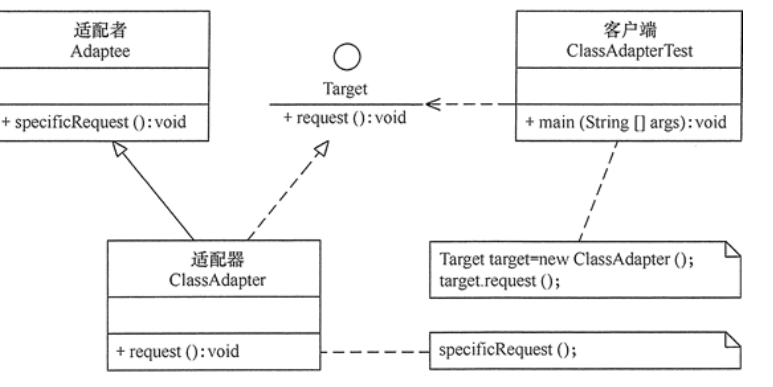 适配者
Adaptee
+ specificRequest ():void
Target
+ request ():void
客户端
ClassAdapterTest
+ main (String [] args):void
适配器
ClassAdapter
+ request ():void
Target target=new ClassAdapter ();
target.request ();
specificRequest ();